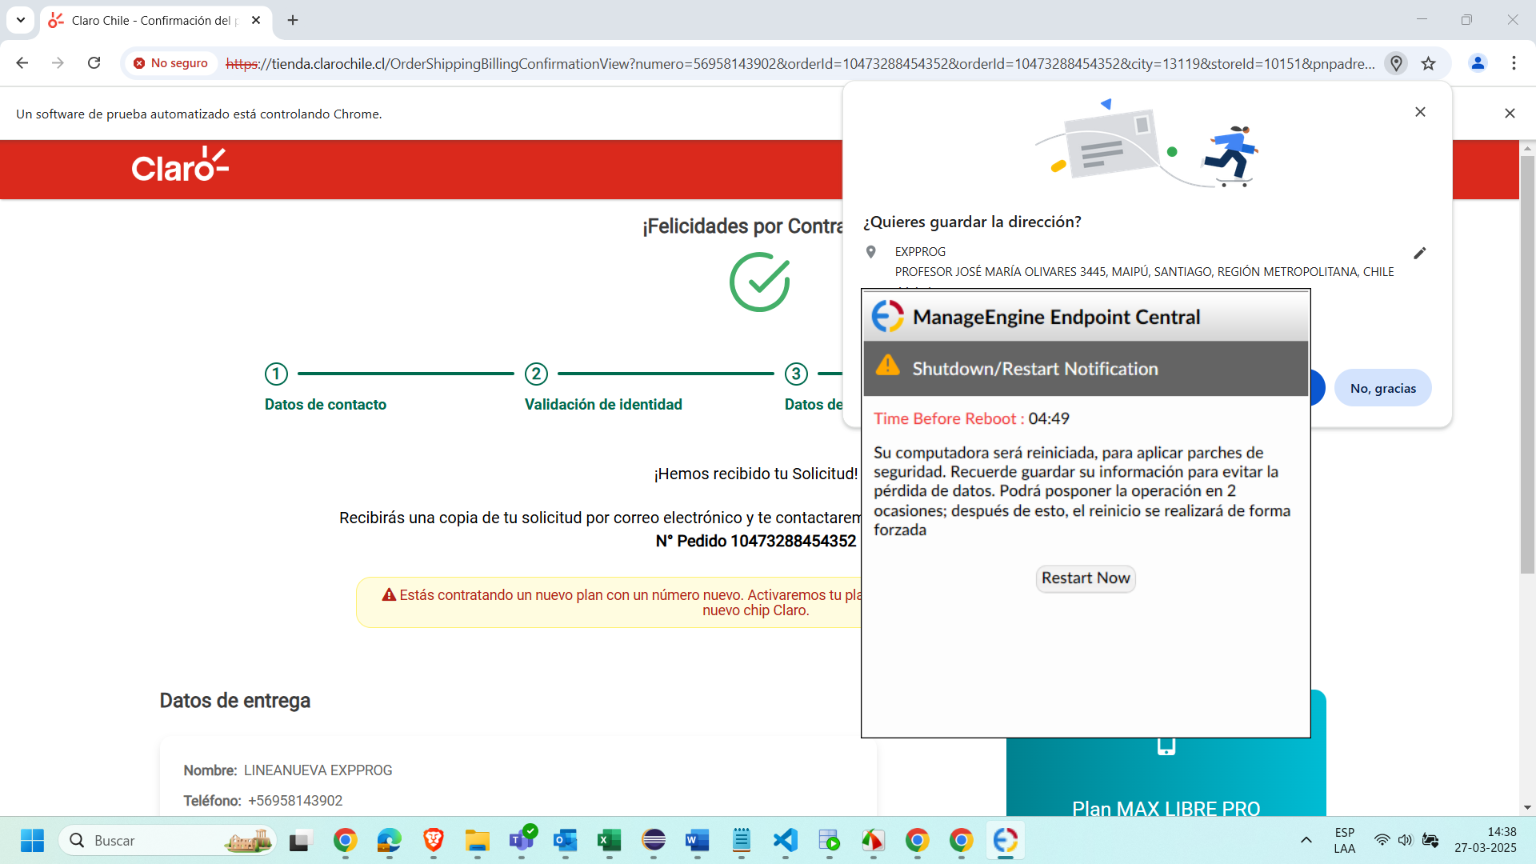 Claro Chile - Confirmación del
No seguro
https://tienda.clarochile.cl/OrderShippingBillingConfirmationView?numero=56958143902&orderId=10473288454352&orderId=10473288454352&city=13119&storeId=10151&pnpadre...
Un software de prueba automatizado está controlando Chrome.
Claro
¡Felicidades por Contra
1
2
3
Datos de contacto
Validación de identidad
Datos de
¡Hemos recibido tu Solicitud!
Recibirás una copia de tu solicitud por correo electrónico y te contactarem
N° Pedido 10473288454352
Estás contratando un nuevo plan con un número nuevo. Activaremos tu pla
nuevo chip Claro.
Datos de entrega
Nombre: LINEANUEVA EXPPROG
Teléfono: +56958143902
Plan MAX LIBRE PRO
¿Quieres guardar la dirección?
EXPPROG
PROFESOR JOSÉ MARÍA OLIVARES 3445, MAIPÚ, SANTIAGO, REGIÓN METROPOLITANA, CHILE
No, gracias
ManageEngine Endpoint Central
Shutdown/Restart Notification
Time Before Reboot : 04:49
Su computadora será reiniciada, para aplicar parches de
seguridad. Recuerde guardar su información para evitar la
pérdida de datos. Podrá posponer la operación en 2
ocasiones; después de esto, el reinicio se realizará de forma
forzada
Restart Now
Buscar
ESP
LAA
14:38
27-03-2025